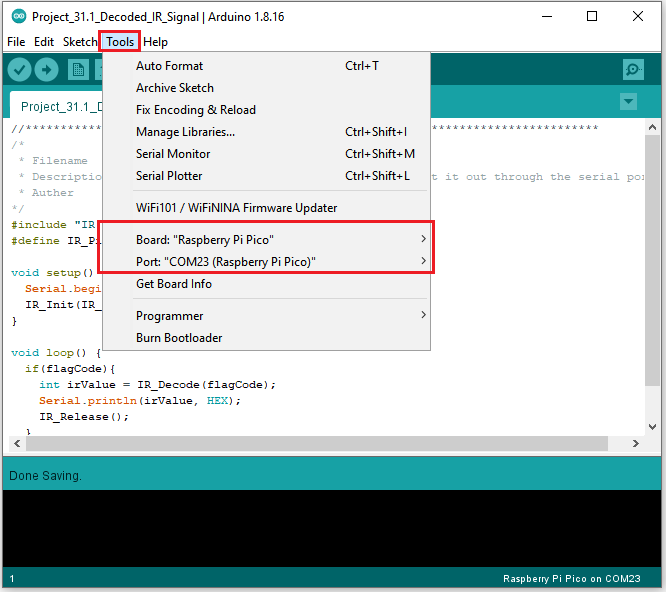 Project_31.1_Decoded_IR_Signal | Arduino 1.8.16
File Edit Sketch Tools Help
Auto Format Ctrl+T
Archive Sketch
Fix Encoding & Reload
Manage Libraries... Ctrl+Shift+I
Serial Monitor Ctrl+Shift+M
Serial Plotter Ctrl+Shift+L
WiFi101 / WiFiNINA Firmware Updater
Board: "Raspberry Pi Pico"
Port: "COM23 (Raspberry Pi Pico)"
Get Board Info
Programmer
Burn Bootloader
Project_31.1_D
/*
* Filename
* Descriptio t it out through the serial por
* Auther
*/
#include "IR
#define IR_Pi
void setup()
Serial.begi
IR_Init(IR_
}
void loop() {
if(flagCode){
int irValue = IR_Decode(flagCode);
Serial.println(irValue, HEX);
IR_Release();
}
Done Saving.
1 Raspberry Pi Pico on COM23